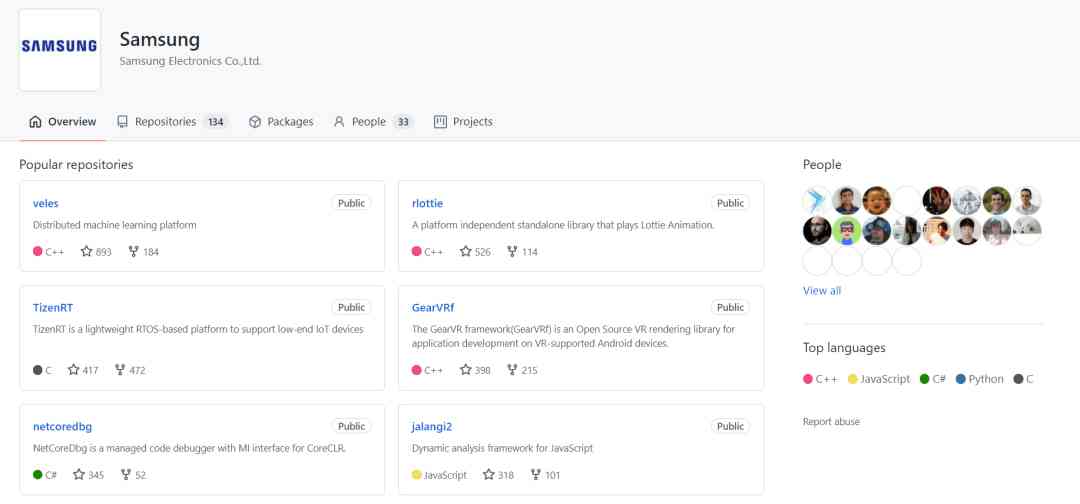 SAMSUNG
Samsung
Samsung Electronics Co.,Ltd.
Overview Repositories 134 Packages People 33 Projects
Popular repositories
veles Public
Distributed machine learning platform
C++ 893 184
rlottie Public
A platform independent standalone library that plays Lottie Animation.
C++ 526 114
TizenRT Public
TizenRT is a lightweight RTOS-based platform to support low-end IoT devices
C 417 472
GearVRf Public
The GearVR framework(GearVRf) is an Open Source VR rendering library for
application development on VR-supported Android devices.
C++ 398 215
netcoredbg Public
NetCoreDbg is a managed code debugger with MI interface for CoreCLR.
C# 345 52
jalangi2 Public
Dynamic analysis framework for JavaScript
JavaScript 318 101
People
View all
Top languages
C++ JavaScript C# Python C
Report abuse